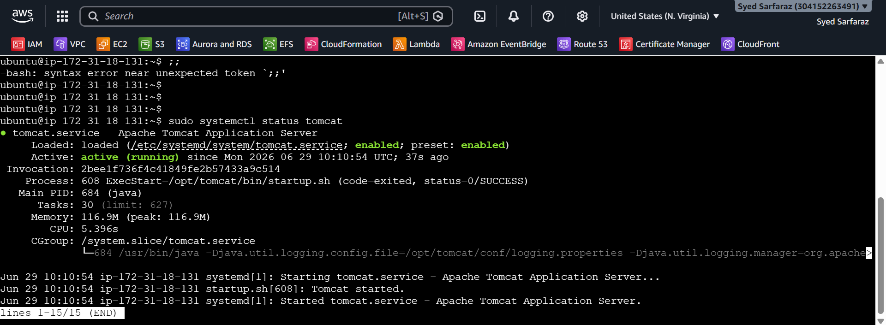 Syed Sarfaraz (304152263491) ▼
aws
Search [Alt+S]
United States (N. Virginia) ▼
Syed Sarfaraz
IAM VPC EC2 S3 Aurora and RDS EFS CloudFormation Lambda Amazon EventBridge Route 53 Certificate Manager CloudFront
ubuntu@ip-172-31-18-131:~$ ;;
bash: syntax error near unexpected token `;;'
ubuntu@ip 172 31 18 131:~$
ubuntu@ip 172 31 18 131:~$
ubuntu@ip 172 31 18 131:~$
ubuntu@ip 172 31 18 131:~$ sudo systemctl status tomcat
● tomcat.service   Apache Tomcat Application Server
Loaded: loaded (/etc/systemd/system/tomcat.service; enabled; preset: enabled)
Active: active (running) since Mon 2026 06 29 10:10:54 UTC; 37s ago
Invocation: 2bee1f736f4c41849fe2b57433a9c514
Process: 608 ExecStart=/opt/tomcat/bin/startup.sh (code=exited, status=0/SUCCESS)
Main PID: 684 (java)
Tasks: 30 (limit: 627)
Memory: 116.9M (peak: 116.9M)
CPU: 5.396s
CGroup: /system.slice/tomcat.service
└─684 /usr/bin/java -Djava.util.logging.config.file=/opt/tomcat/conf/logging.properties -Djava.util.logging.manager=org.apache>
Jun 29 10:10:54 ip-172-31-18-131 systemd[1]: Starting tomcat.service - Apache Tomcat Application Server...
Jun 29 10:10:54 ip-172-31-18-131 startup.sh[608]: Tomcat started.
Jun 29 10:10:54 ip-172-31-18-131 systemd[1]: Started tomcat.service - Apache Tomcat Application Server.
lines 1-15/15 (END)